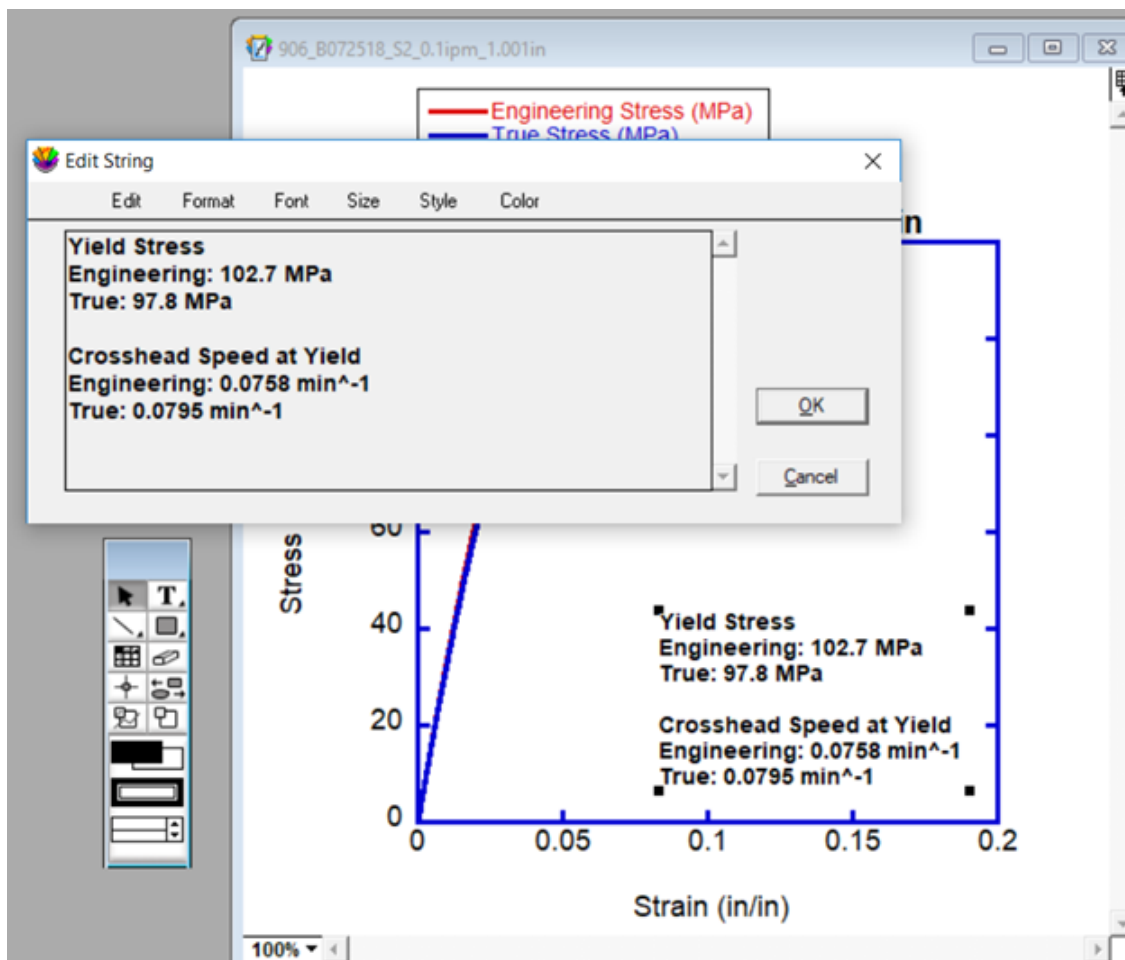 906_B072518_S2_0.1ipm_1.001in
Engineering Stress (MPa)
True Stress (MPa)
Edit String
Edit Format Font Size Style Color
Yield Stress
Engineering: 102.7 MPa
True: 97.8 MPa
Crosshead Speed at Yield
Engineering: 0.0758 min^-1
True: 0.0795 min^-1
OK
Cancel
in
60
40
20
0
Stress
Yield Stress
Engineering: 102.7 MPa
True: 97.8 MPa
Crosshead Speed at Yield
Engineering: 0.0758 min^-1
True: 0.0795 min^-1
0 0.05 0.1 0.15 0.2
Strain (in/in)
T
100%